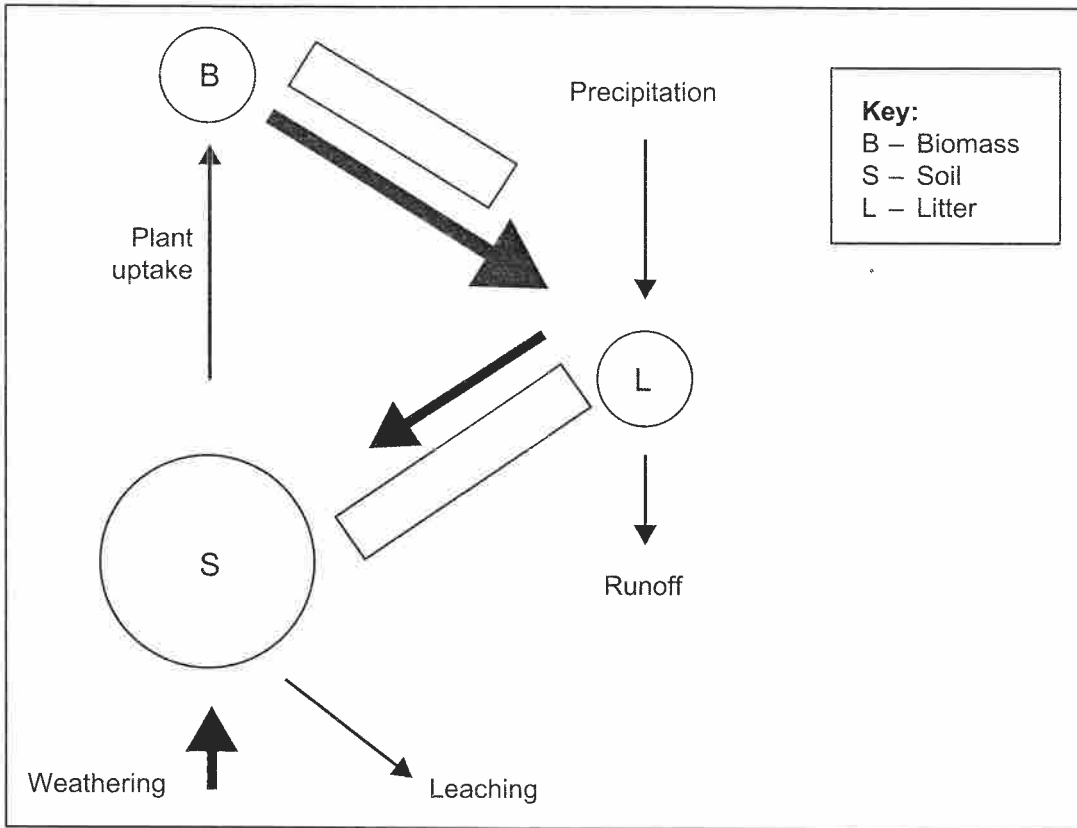 B
Precipitation
Key:
B – Biomass
S – Soil
L – Litter
Plant
uptake
L
S
Runoff
Weathering
Leaching